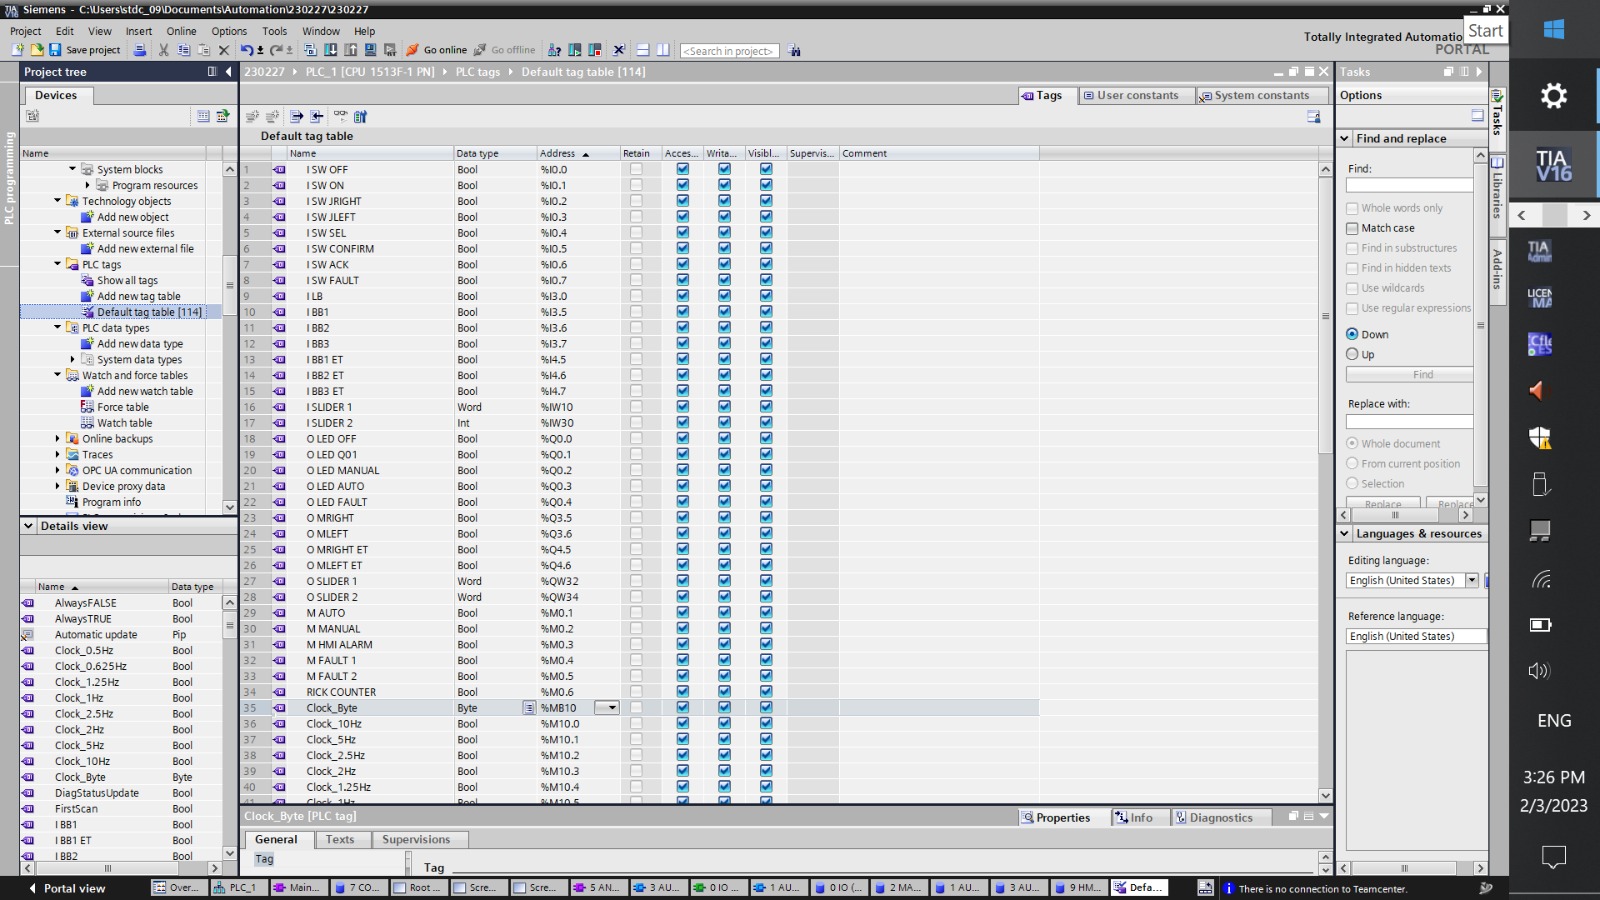 Siemens - C:\Users\stdc_09\Documents\Automation\230227\230227
Start
Project Edit View Insert Online Options Tools Window Help
Totally Integrated Automation
PORTAL
Save project
Go online
Go offline
<Search in project>
Project tree
230227 ▸ PLC_1 [CPU 1513F-1 PN] ▸ PLC tags ▸ Default tag table [114]
Tasks
Devices
Tags User constants System constants
Options
PLC programming
Default tag table
Name
System blocks
Program resources
Technology objects
Add new object
External source files
Add new external file
PLC tags
Show all tags
Add new tag table
Default tag table [114]
PLC data types
Add new data type
System data types
Watch and force tables
Add new watch table
Force table
Watch table
Online backups
Traces
OPC UA communication
Device proxy data
Program info
Details view
Name Data type
AlwaysFALSE Bool
AlwaysTRUE Bool
Automatic update Pip
Clock_0.5Hz Bool
Clock_0.625Hz Bool
Clock_1.25Hz Bool
Clock_1Hz Bool
Clock_2.5Hz Bool
Clock_2Hz Bool
Clock_5Hz Bool
Clock_10Hz Bool
Clock_Byte Byte
DiagStatusUpdate Bool
FirstScan Bool
I BB1 Bool
I BB1 ET Bool
I BB2 Bool
Name Data type Address Retain Acces... Writa... Visibl... Supervis... Comment
1 I SW OFF Bool %I0.0
2 I SW ON Bool %I0.1
3 I SW JRIGHT Bool %I0.2
4 I SW JLEFT Bool %I0.3
5 I SW SEL Bool %I0.4
6 I SW CONFIRM Bool %I0.5
7 I SW ACK Bool %I0.6
8 I SW FAULT Bool %I0.7
9 I LB Bool %I3.0
10 I BB1 Bool %I3.5
11 I BB2 Bool %I3.6
12 I BB3 Bool %I3.7
13 I BB1 ET Bool %I4.5
14 I BB2 ET Bool %I4.6
15 I BB3 ET Bool %I4.7
16 I SLIDER 1 Word %IW10
17 I SLIDER 2 Int %IW30
18 O LED OFF Bool %Q0.0
19 O LED Q01 Bool %Q0.1
20 O LED MANUAL Bool %Q0.2
21 O LED AUTO Bool %Q0.3
22 O LED FAULT Bool %Q0.4
23 O MRIGHT Bool %Q3.5
24 O MLEFT Bool %Q3.6
25 O MRIGHT ET Bool %Q4.5
26 O MLEFT ET Bool %Q4.6
27 O SLIDER 1 Word %QW32
28 O SLIDER 2 Word %QW34
29 M AUTO Bool %M0.1
30 M MANUAL Bool %M0.2
31 M HMI ALARM Bool %M0.3
32 M FAULT 1 Bool %M0.4
33 M FAULT 2 Bool %M0.5
34 RICK COUNTER Bool %M0.6
35 Clock_Byte Byte %MB10
36 Clock_10Hz Bool %M10.0
37 Clock_5Hz Bool %M10.1
38 Clock_2.5Hz Bool %M10.2
39 Clock_2Hz Bool %M10.3
40 Clock_1.25Hz Bool %M10.4
41 Clock_1Hz Bool %M10.5
Clock_Byte [PLC tag]
Properties Info Diagnostics
General Texts Supervisions
Tag
Tag
Find and replace
Find:
Whole words only
Match case
Find in substructures
Find in hidden texts
Use wildcards
Use regular expressions
Down
Up
Find
Replace with:
Whole document
From current position
Selection
Replace Replace
Languages & resources
Editing language:
English (United States)
Reference language:
English (United States)
Tasks
Libraries
Add-ins
Portal view
Over... PLC_1 Main... 7 CO... Root ... Scre... Scre... 5 AN... 3 AU... 0 IO ... 1 AU... 0 IO (... 2 MA... 1 AU... 3 AU... 9 HM... Defa...
There is no connection to Teamcenter.
TIA
V16
TIA
Admin
LICEN
MA
ENG
3:26 PM
2/3/2023